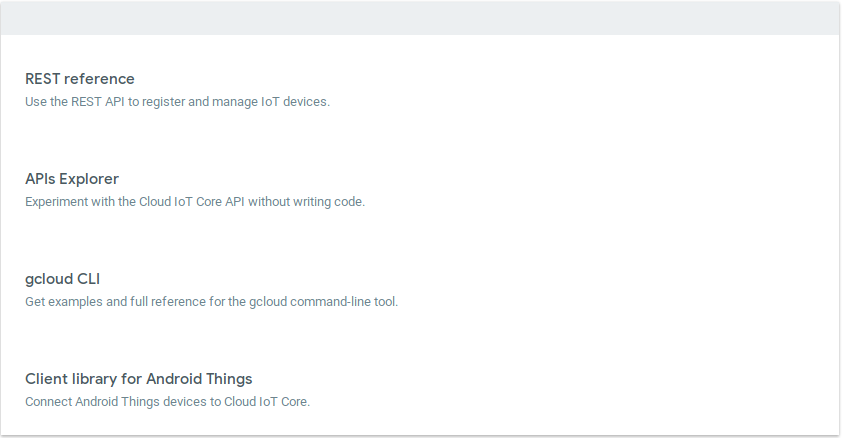 REST reference
Use the REST API to register and manage IoT devices.
APIs Explorer
Experiment with the Cloud IoT Core API without writing code.
gcloud CLI
Get examples and full reference for the gcloud command-line tool.
Client library for Android Things
Connect Android Things devices to Cloud IoT Core.